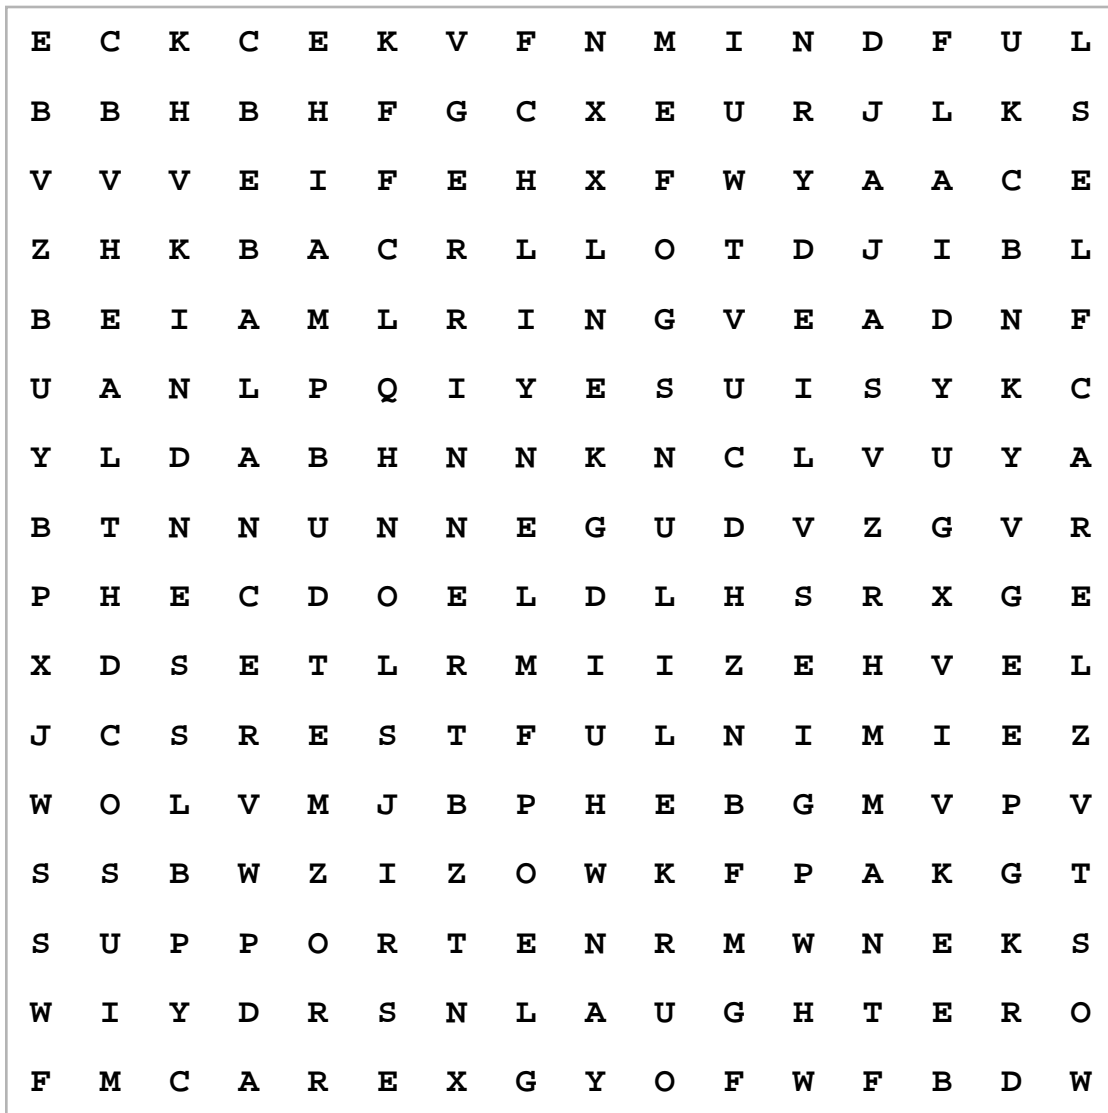 E C K C E K V F N M I N D F U L
B B H B H F G C X E U R J L K S
V V V E I F E H X F W Y A A C E
Z H K B A C R L L O T D J I B L
B E I A M L R I N G V E A D N F
U A N L P Q I Y E S U I S Y K C
Y L D A B H N N K N C L V U Y A
B T N N U N N E G U D V Z G V R
P H E C D O E L D L H S R X G E
X D S E T L R M I I Z E H V E L
J C S R E S T F U L N I M I E Z
W O L V M J B P H E B G M V P V
S S B W Z I Z O W K F P A K G T
S U P P O R T E N R M W N E K S
W I Y D R S N L A U G H T E R O
F M C A R E X G Y O F W F B D W